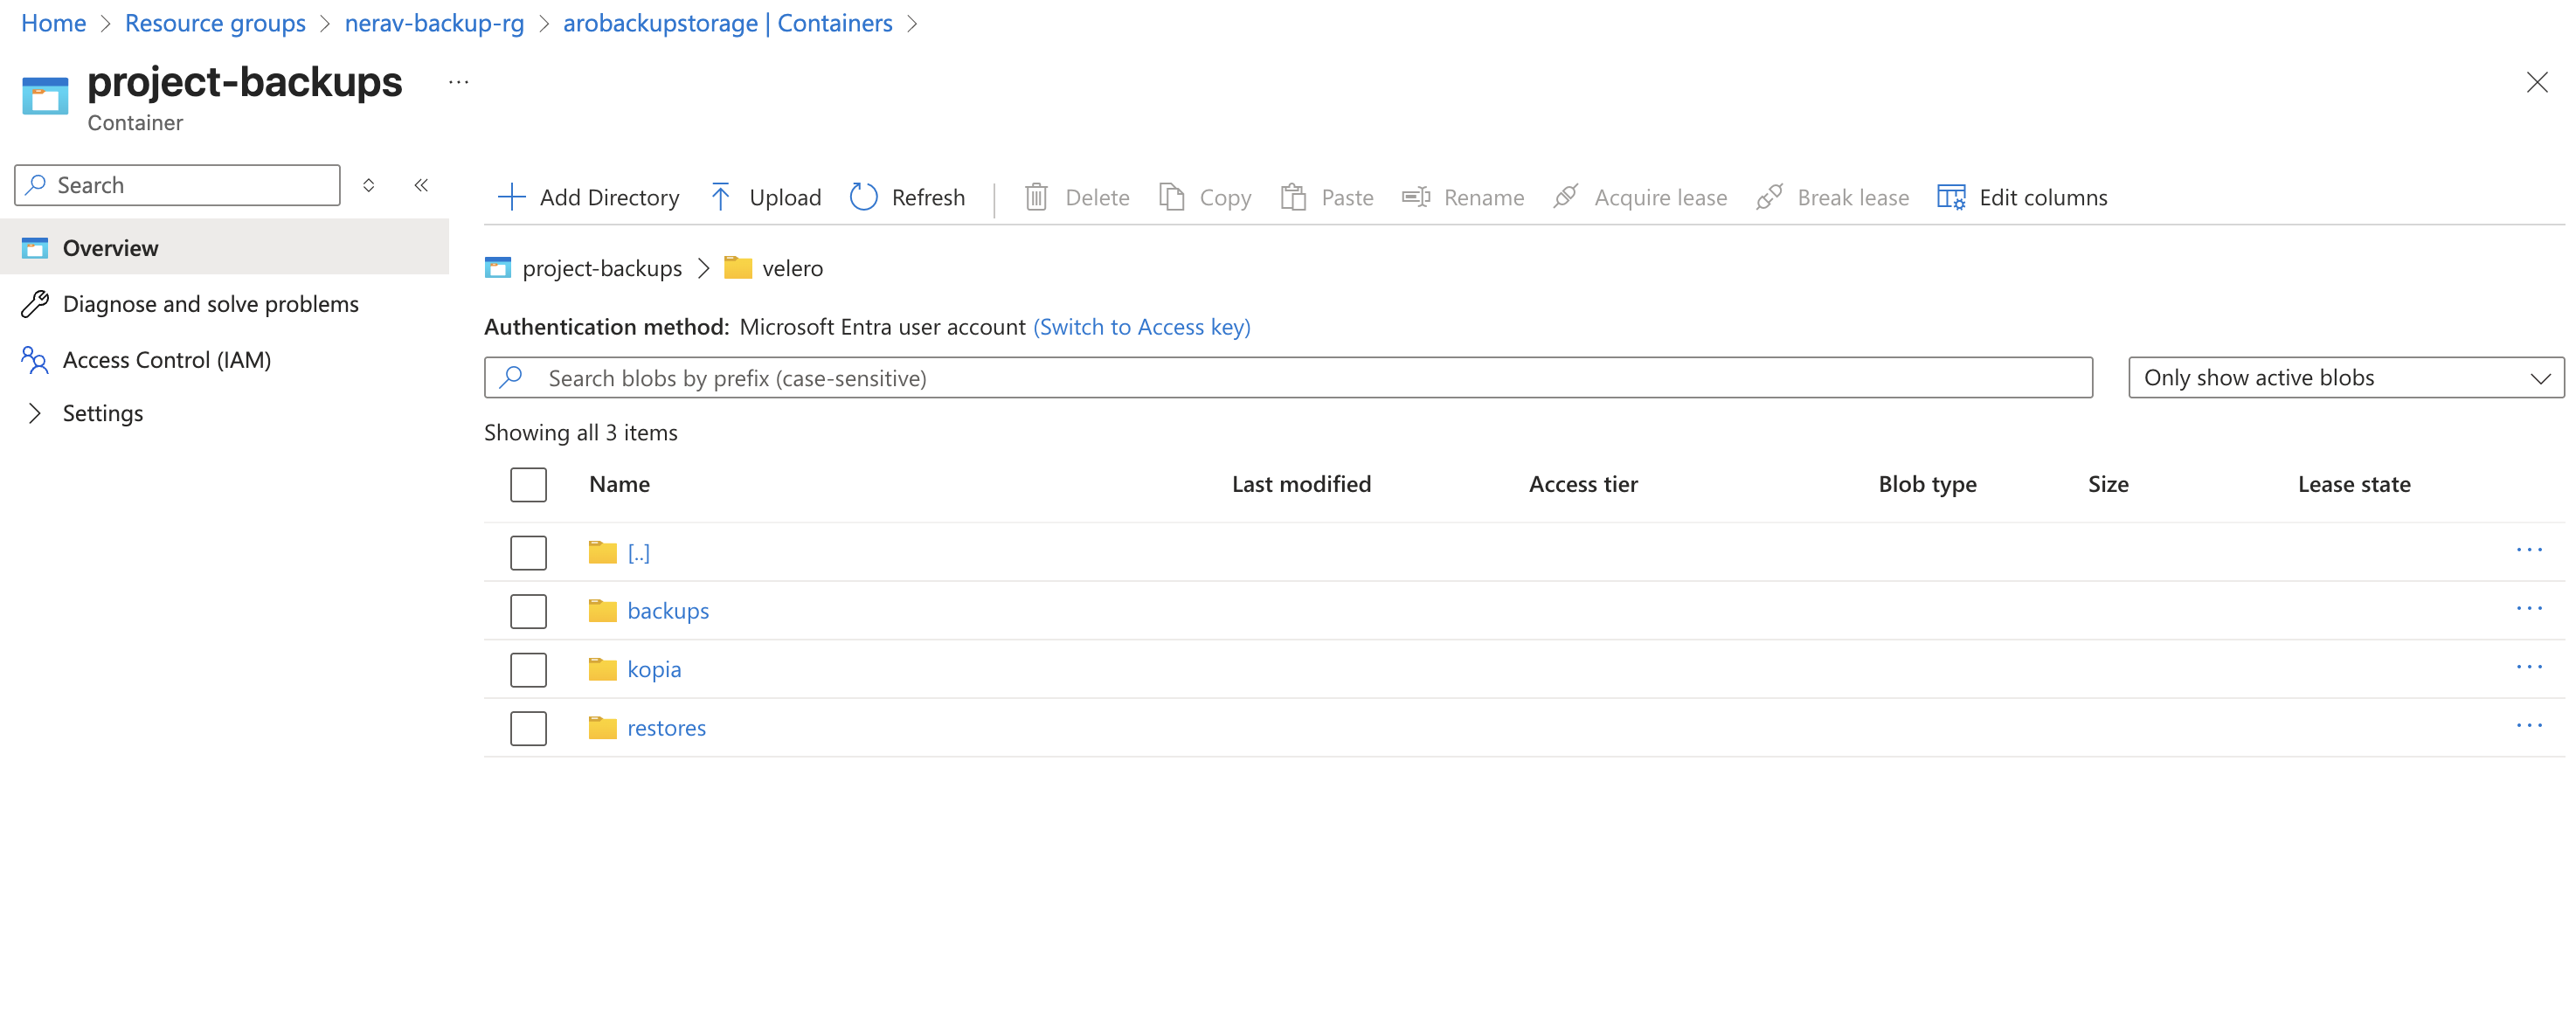 Home > Resource groups > nerav-backup-rg > arobackupstorage | Containers >
project-backups ...
Container
Search
Overview
Diagnose and solve problems
Access Control (IAM)
Settings
Add Directory Upload Refresh | Delete Copy Paste Rename Acquire lease Break lease Edit columns
project-backups > velero
Authentication method: Microsoft Entra user account (Switch to Access key)
Search blobs by prefix (case-sensitive) Only show active blobs
Showing all 3 items
Name Last modified Access tier Blob type Size Lease state
[..] ...
backups ...
kopia ...
restores ...